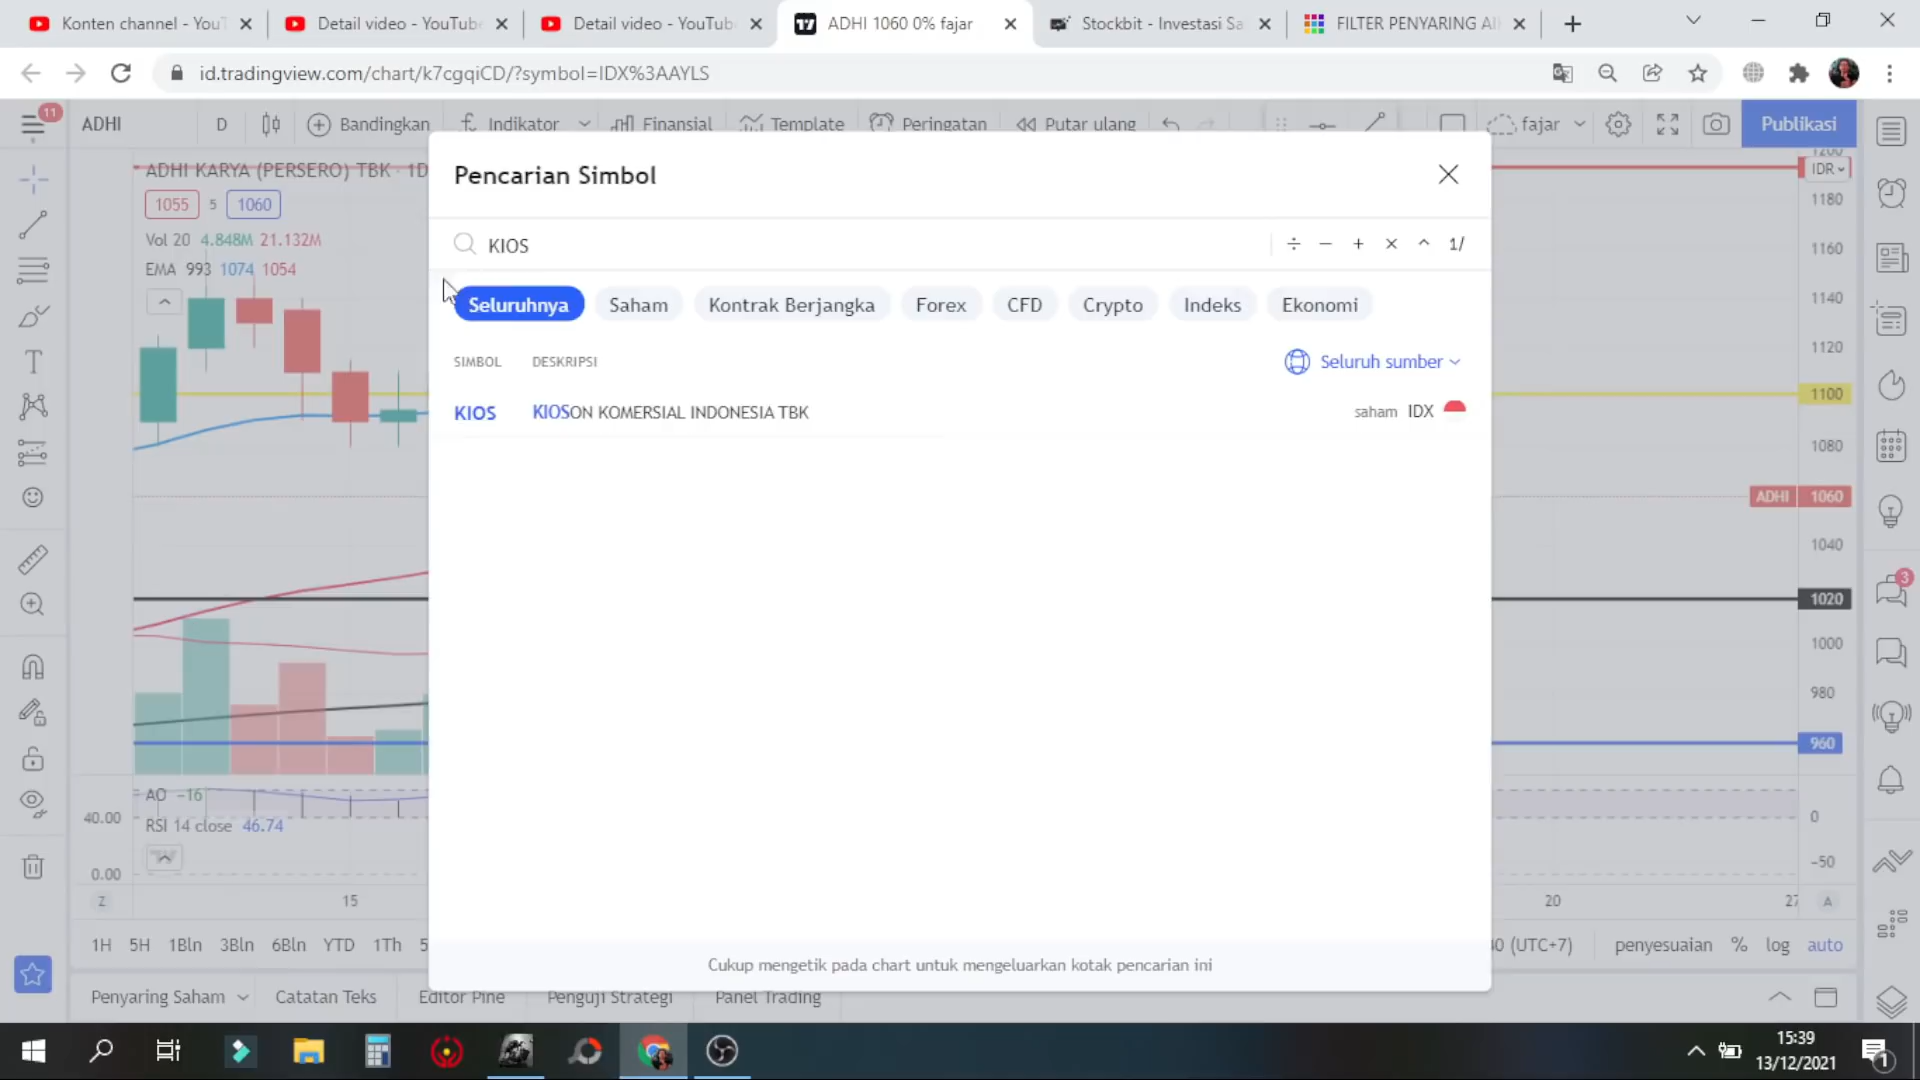 Konten channel - YouT
Detail video - YouTube
Detail video - YouTub
ADHI 1060 0% fajar
Stockbit - Investasi Sa
FILTER PENYARING AI
id.tradingview.com/chart/k7cgqiCD/?symbol=IDX%3AAYLS
11
ADHI
D
Bandingkan
Indikator
Finansial
Template
Peringatan
Putar ulang
fajar
Publikasi
ADHI KARYA (PERSERO) TBK · 1D
1055 5 1060
Vol 20 4.848M 21.132M
EMA 993 1074 1054
Pencarian Simbol
KIOS
÷ − + × ^ 1/
Seluruhnya
Saham
Kontrak Berjangka
Forex
CFD
Crypto
Indeks
Ekonomi
SIMBOL DESKRIPSI
Seluruh sumber
KIOS KIOSON KOMERSIAL INDONESIA TBK saham IDX
Cukup mengetik pada chart untuk mengeluarkan kotak pencarian ini
1200
IDR
1180
1160
1140
1120
1100
1080
ADHI 1060
1040
1020
1000
980
960
3
AO −16
40.00
RSI 14 close 46.74
0.00
0
−50
Z
15
20
27
A
1H 5H 1Bln 3Bln 6Bln YTD 1Th 5
(UTC+7) penyesuaian % log auto
Penyaring Saham
Catatan Teks
Editor Pine
Penguji Strategi
Panel Trading
15:39
13/12/2021
1